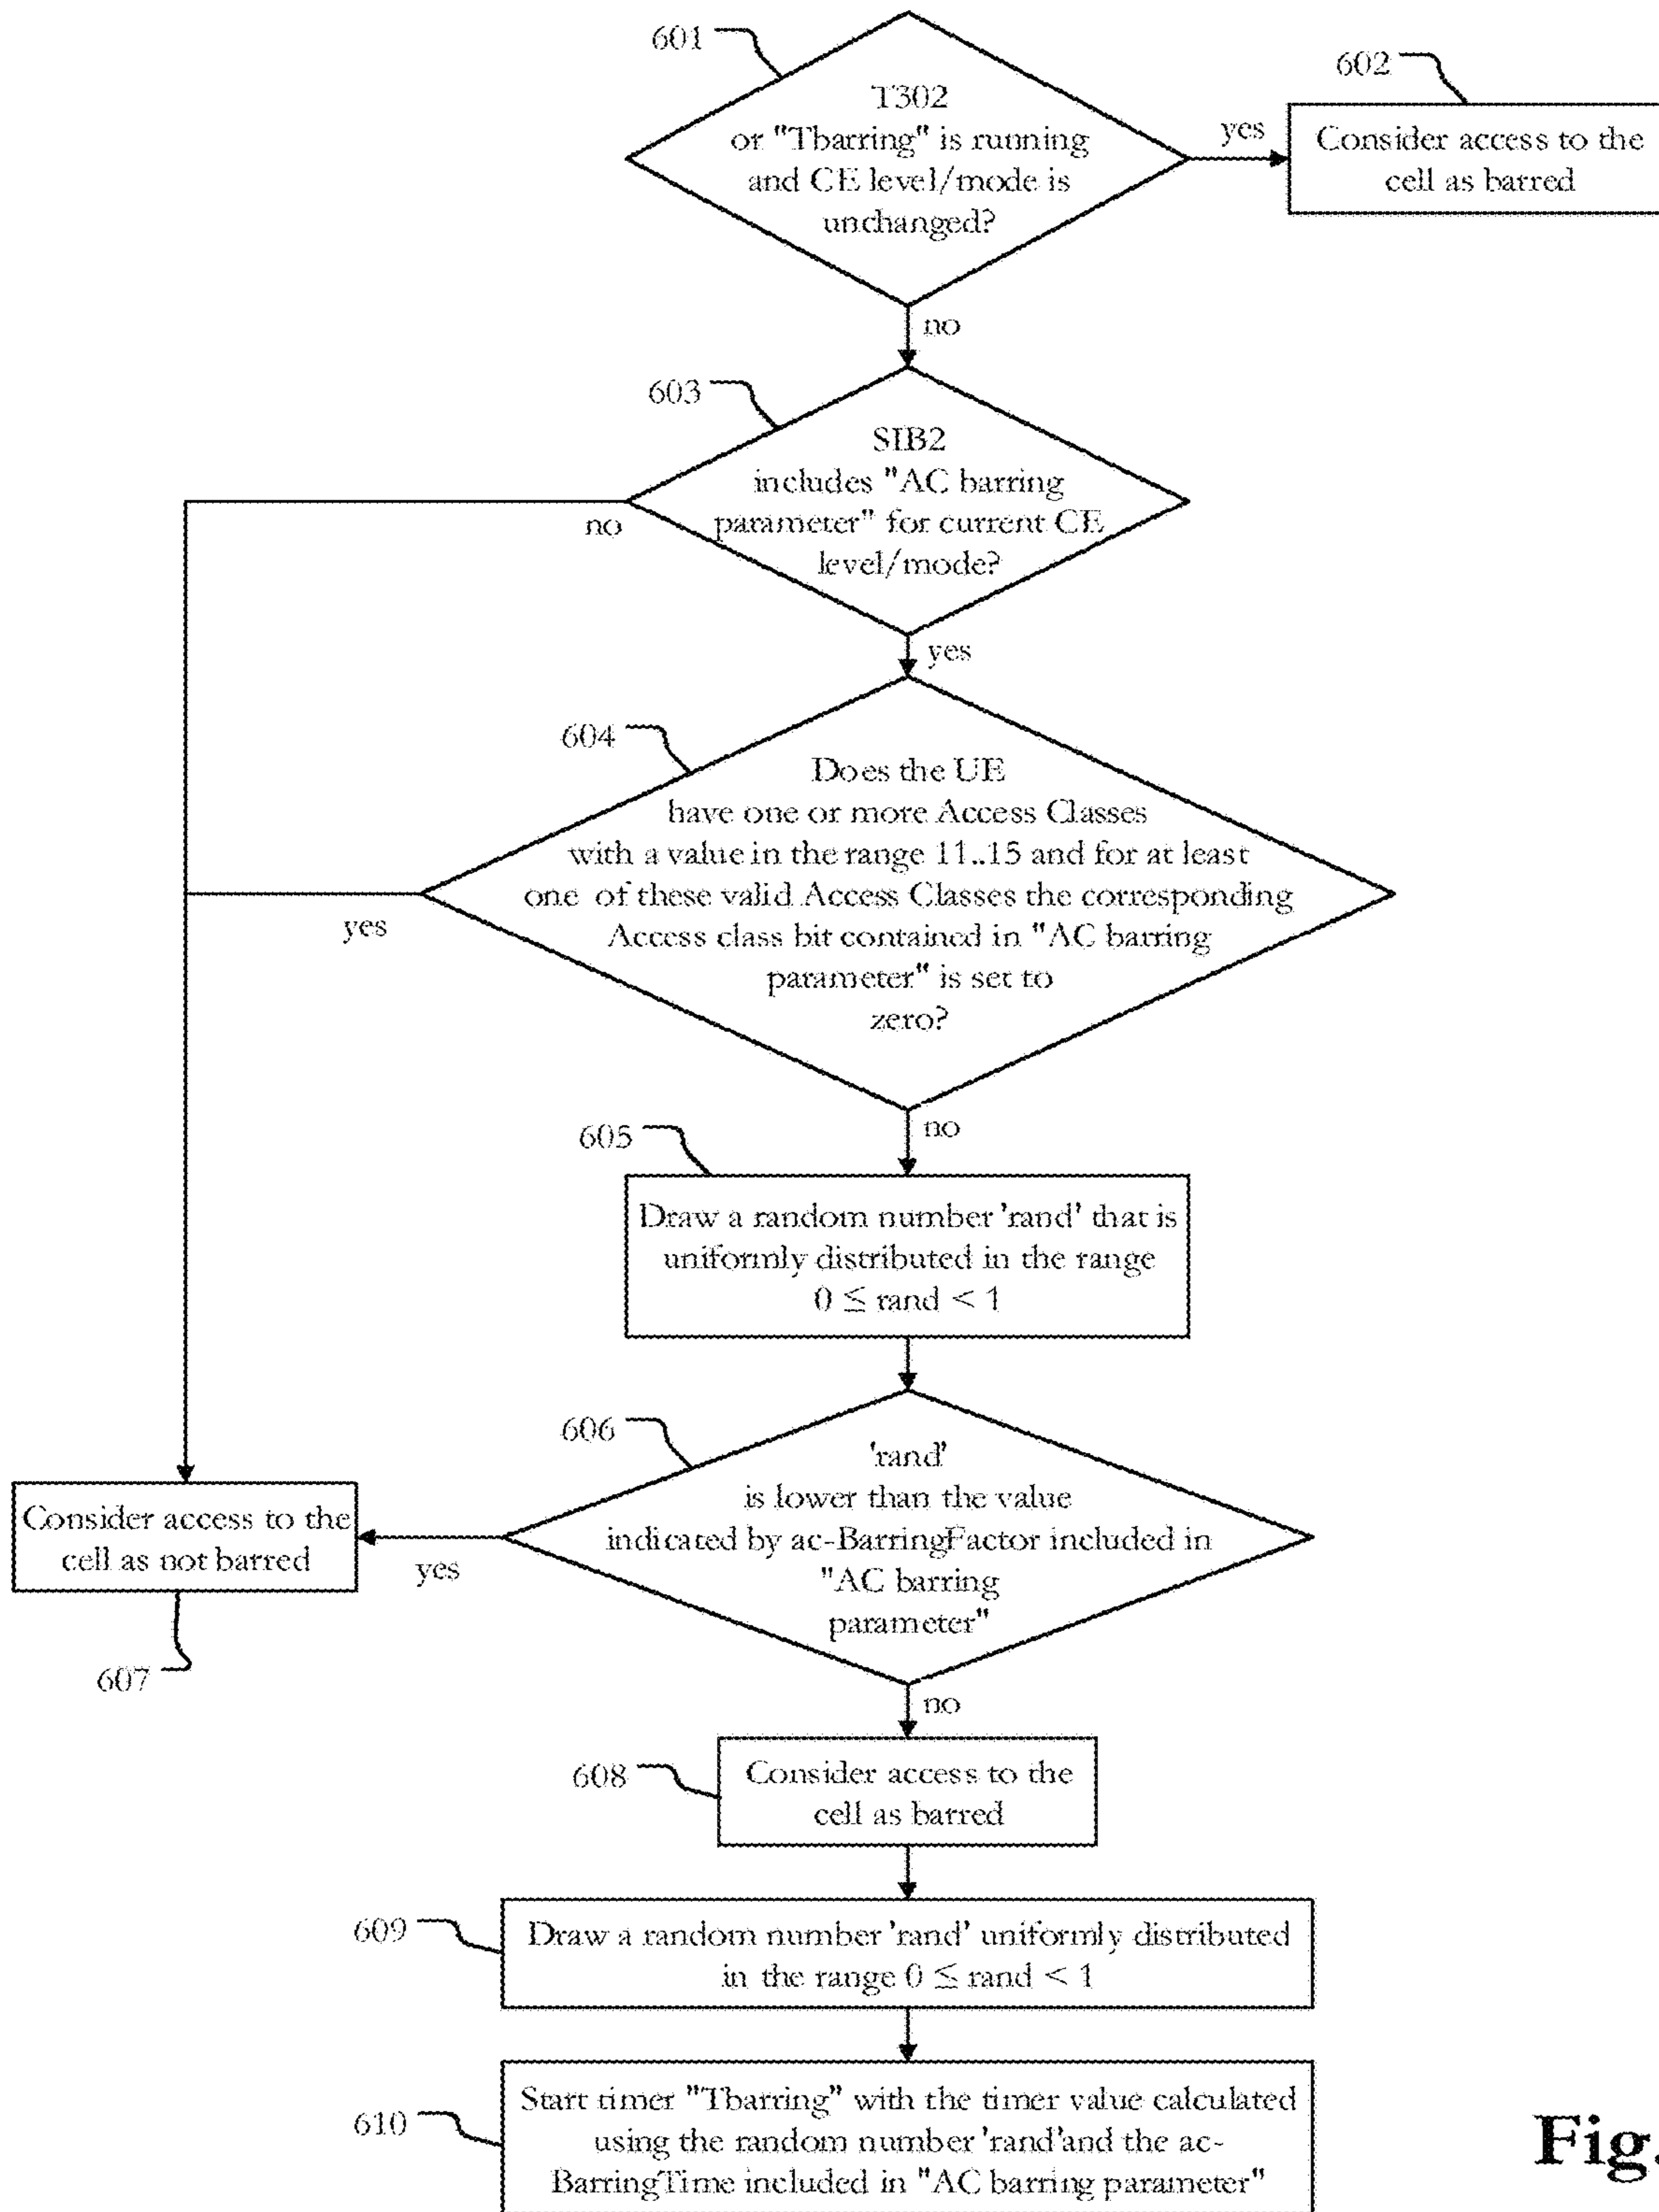 601
T302
or "Tbarring" is running
and CE level/mode is
unchanged?
yes
602
Consider access to the
cell as barred
no
603
SIB2
includes "AC barring
parameter" for current CE
level/mode?
no
yes
604
Does the UE
have one or more Access Classes
with a value in the range 11..15 and for at least
one of these valid Access Classes the corresponding
Access class bit contained in "AC barring
parameter" is set to
zero?
yes
no
605
Draw a random number 'rand' that is
uniformly distributed in the range
0 ≦ rand < 1
606
'rand'
is lower than the value
indicated by ac-BarringFactor included in
"AC barring
parameter"
yes
Consider access to the
cell as not barred
607
no
608
Consider access to the
cell as barred
609
Draw a random number 'rand' uniformly distributed
in the range 0 ≦ rand < 1
610
Start timer "Tbarring" with the timer value calculated
using the random number 'rand'and the ac-
BarringTime included in "AC barring parameter"
Fig.